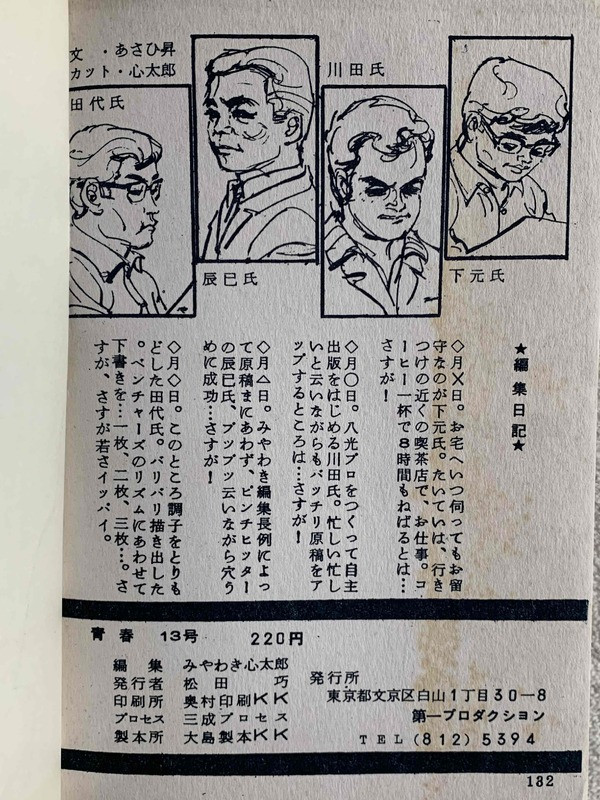 文・あさひ昇
カット・心太郎
田代氏
辰巳氏
川田氏
下元氏
★編集日記★
◇月╳日。お宅へいつ伺ってもお留
守なのが下元氏。たいていは、行き
つけの近くの喫茶店で、お仕事。コ
ーヒー一杯で8時間もねばるとは…
さすが!
◇月〇日。八光プロをつくって自主
出版をはじめる川田氏。忙しい忙し
いと云いながらもバッチリ原稿をア
ップするところは…さすが!
◇月△日。みやわき編集長例によっ
て原稿まにあわず、ピンチヒッター
の辰巳氏、ブツブツ云いながら穴う
めに成功…さすが!
◇月◇日。このところ調子をとりも
どした田代氏。バリバリ描き出した
。ベンチャーズのリズムにあわせて
下書きを…一枚、二枚、三枚…。さ
すが、さすが若さイッパイ。
青春 13号 220円
編集 みやわき心太郎
発行者 松田 巧
印刷所 奥村印刷KK
プロセス 三成プロセス
製本所 大島製本KK
発行所
東京都文京区白山1丁目30―8
第一プロダクション
TEL(812)5394
132